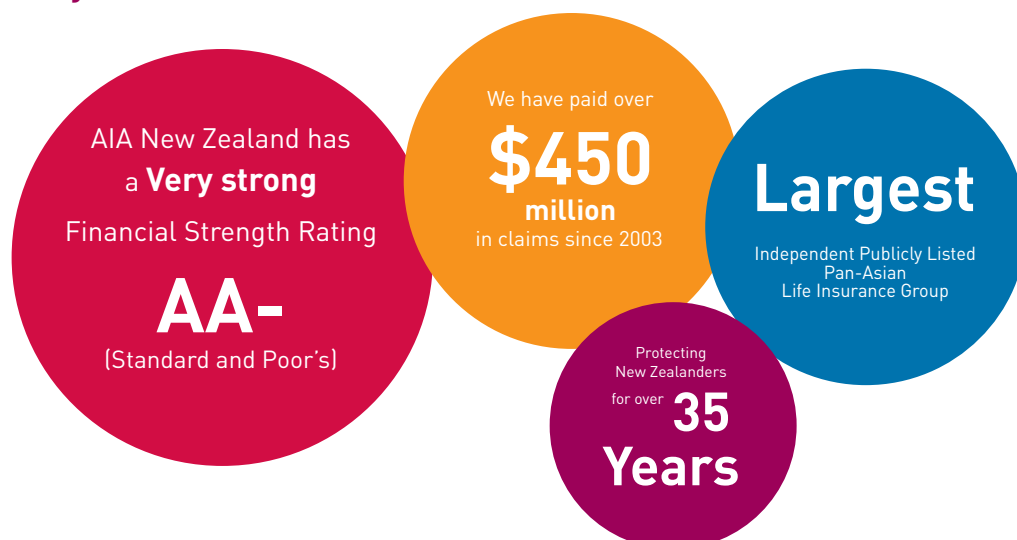 AIA New Zealand has
a Very strong
Financial Strength Rating
AA-
(Standard and Poor's)
We have paid over
$450
million
in claims since 2003
Largest
Independent Publicly Listed
Pan-Asian
Life Insurance Group
Protecting
New Zealanders
for over 35
Years